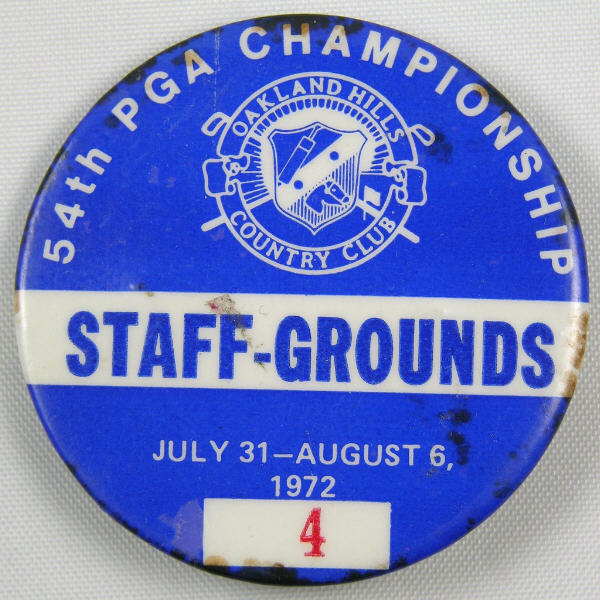 54th PGA CHAMPIONSHIP
OAKLAND HILLS
COUNTRY CLUB
STAFF-GROUNDS
JULY 31–AUGUST 6,
1972
4